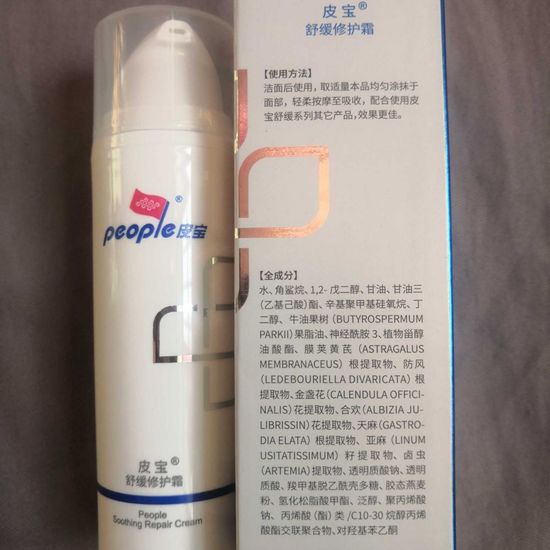 people皮宝®
皮宝®
舒缓修护霜
People
Soothing Repair Cream
皮宝®
舒缓修护霜
【使用方法】
洁面后使用，取适量本品均匀涂抹于
面部，轻柔按摩至吸收，配合使用皮
宝舒缓系列其它产品，效果更佳。
【全成分】
水、角鲨烷、1,2- 戊二醇、甘油、甘油三
(乙基己酸)酯、辛基聚甲基硅氧烷、丁
二醇、牛油果树(BUTYROSPERMUM
PARKII)果脂油、神经酰胺 3、植物甾醇
油酸酯、膜荚黄芪(ASTRAGALUS
MEMBRANACEUS)根提取物、防风
(LEDEBOURIELLA DIVARICATA)根
提取物、金盏花(CALENDULA OFFICI-
NALIS)花提取物、合欢(ALBIZIA JU-
LIBRISSIN)花提取物、天麻(GASTRO-
DIA ELATA)根提取物、亚麻(LINUM
USITATISSIMUM)籽提取物、卤虫
(ARTEMIA)提取物、透明质酸钠、透明
质酸、羧甲基脱乙酰壳多糖、胶态燕麦
粉、氢化松脂酸甲酯、泛醇、聚丙烯酸
钠、丙烯酸(酯)类 /C10-30 烷醇丙烯酸
酯交联聚合物、对羟基苯乙酮